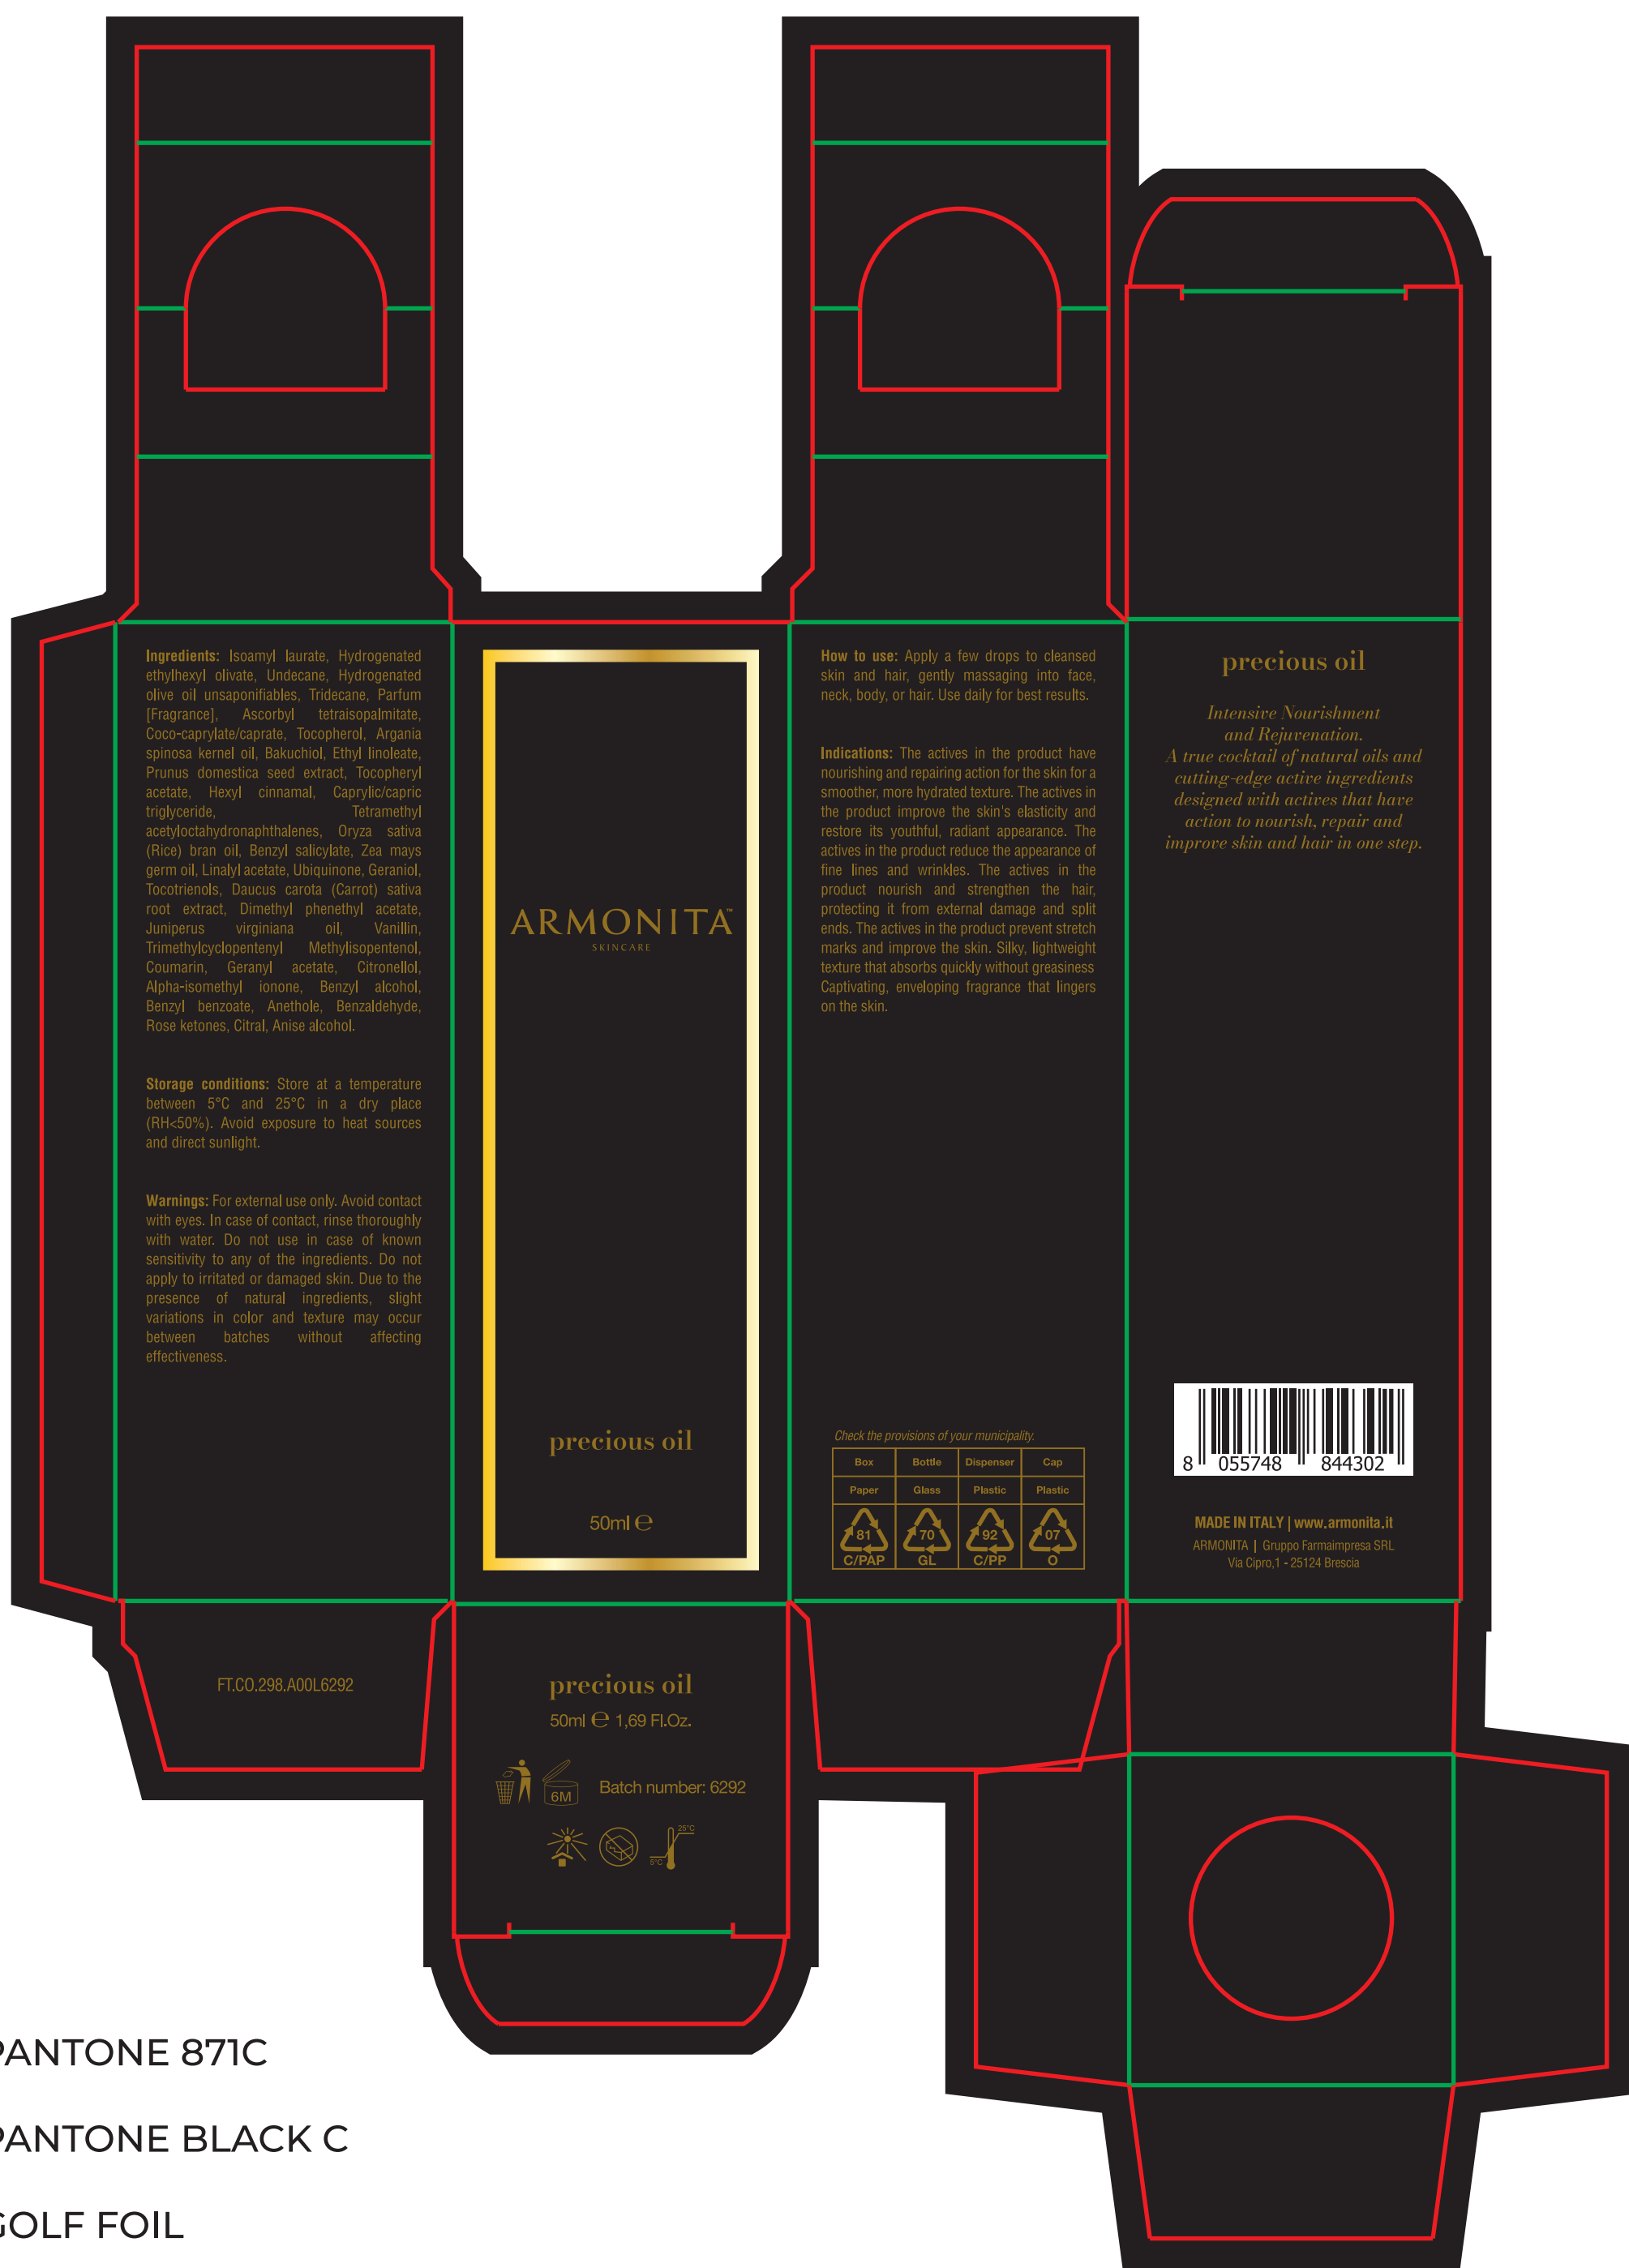 Ingredients: Isoamyl laurate, Hydrogenated
ethylhexyl olivate, Undecane, Hydrogenated
olive oil unsaponifiables, Tridecane, Parfum
[Fragrance], Ascorbyl tetraisopalmitate,
Coco-caprylate/caprate, Tocopherol, Argania
spinosa kernel oil, Bakuchiol, Ethyl linoleate,
Prunus domestica seed extract, Tocopheryl
acetate, Hexyl cinnamal, Caprylic/capric
triglyceride, Tetramethyl
acetyloctahydronaphthalenes, Oryza sativa
(Rice) bran oil, Benzyl salicylate, Zea mays
germ oil, Linalyl acetate, Ubiquinone, Geraniol,
Tocotrienols, Daucus carota (Carrot) sativa
root extract, Dimethyl phenethyl acetate,
Juniperus virginiana oil, Vanillin,
Trimethylcyclopentenyl Methylisopentenol,
Coumarin, Geranyl acetate, Citronellol,
Alpha-isomethyl ionone, Benzyl alcohol,
Benzyl benzoate, Anethole, Benzaldehyde,
Rose ketones, Citral, Anise alcohol.
Storage conditions: Store at a temperature
between 5°C and 25°C in a dry place
(RH<50%). Avoid exposure to heat sources
and direct sunlight.
Warnings: For external use only. Avoid contact
with eyes. In case of contact, rinse thoroughly
with water. Do not use in case of known
sensitivity to any of the ingredients. Do not
apply to irritated or damaged skin. Due to the
presence of natural ingredients, slight
variations in color and texture may occur
between batches without affecting
effectiveness.
ARMONITA™
SKINCARE
precious oil
50ml ℮
How to use: Apply a few drops to cleansed
skin and hair, gently massaging into face,
neck, body, or hair. Use daily for best results.
Indications: The actives in the product have
nourishing and repairing action for the skin for a
smoother, more hydrated texture. The actives in
the product improve the skin's elasticity and
restore its youthful, radiant appearance. The
actives in the product reduce the appearance of
fine lines and wrinkles. The actives in the
product nourish and strengthen the hair,
protecting it from external damage and split
ends. The actives in the product prevent stretch
marks and improve the skin. Silky, lightweight
texture that absorbs quickly without greasiness
Captivating, enveloping fragrance that lingers
on the skin.
Check the provisions of your municipality.
Box Bottle Dispenser Cap
Paper Glass Plastic Plastic
81 70 92 07
C/PAP GL C/PP O
precious oil
Intensive Nourishment
and Rejuvenation.
A true cocktail of natural oils and
cutting-edge active ingredients
designed with actives that have
action to nourish, repair and
improve skin and hair in one step.
8 055748 844302
MADE IN ITALY | www.armonita.it
ARMONITA | Gruppo Farmaimpresa SRL
Via Cipro,1 - 25124 Brescia
FT.CO.298.A00L6292
precious oil
50ml ℮ 1,69 Fl.Oz.
6M
Batch number: 6292
25°C
5°C
PANTONE 871C
PANTONE BLACK C
GOLF FOIL